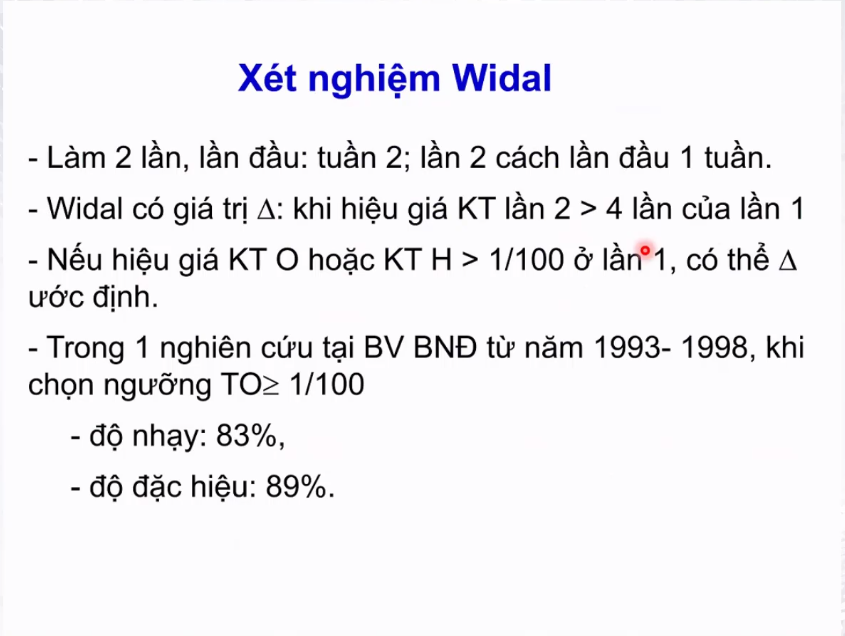 Xét nghiệm Widal
- Làm 2 lần, lần đầu: tuần 2; lần 2 cách lần đầu 1 tuần.
- Widal có giá trị Δ: khi hiệu giá KT lần 2 > 4 lần của lần 1
- Nếu hiệu giá KT O hoặc KT H > 1/100 ở lần 1, có thể Δ
ước định.
- Trong 1 nghiên cứu tại BV BNĐ từ năm 1993- 1998, khi
chọn ngưỡng TO≥ 1/100
- độ nhạy: 83%,
- độ đặc hiệu: 89%.